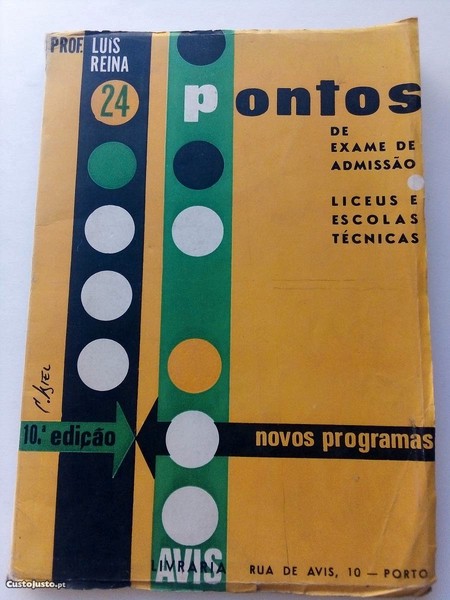 PROF. LUIS
REINA
24
pontos
DE
EXAME DE
ADMISSÃO
LICEUS E
ESCOLAS
TÉCNICAS
10.ª edição
novos programas
LIVRARIA AVIS RUA DE AVIS, 10 — PORTO
CustoJusto.pt